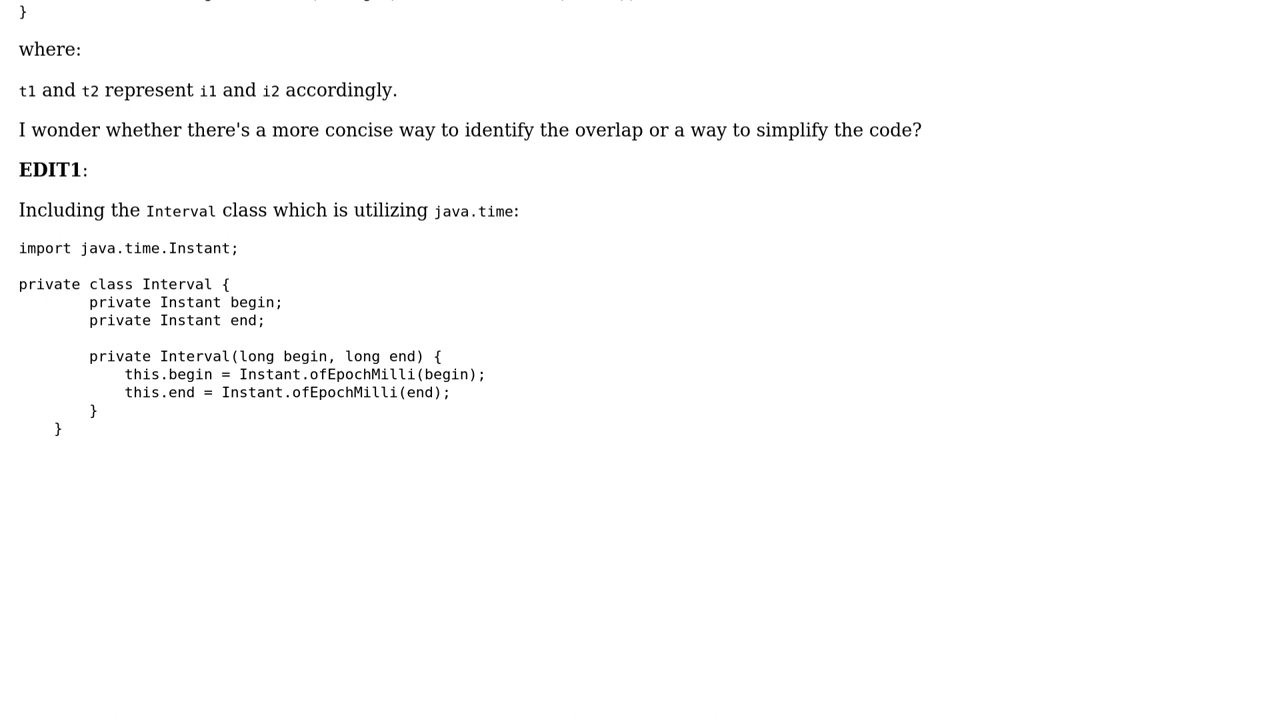 }
where:
t1 and t2 represent i1 and i2 accordingly.
I wonder whether there's a more concise way to identify the overlap or a way to simplify the code?
EDIT1:
Including the Interval class which is utilizing java.time:
import java.time.Instant;
private class Interval {
        private Instant begin;
        private Instant end;
        private Interval(long begin, long end) {
            this.begin = Instant.ofEpochMilli(begin);
            this.end = Instant.ofEpochMilli(end);
        }
    }